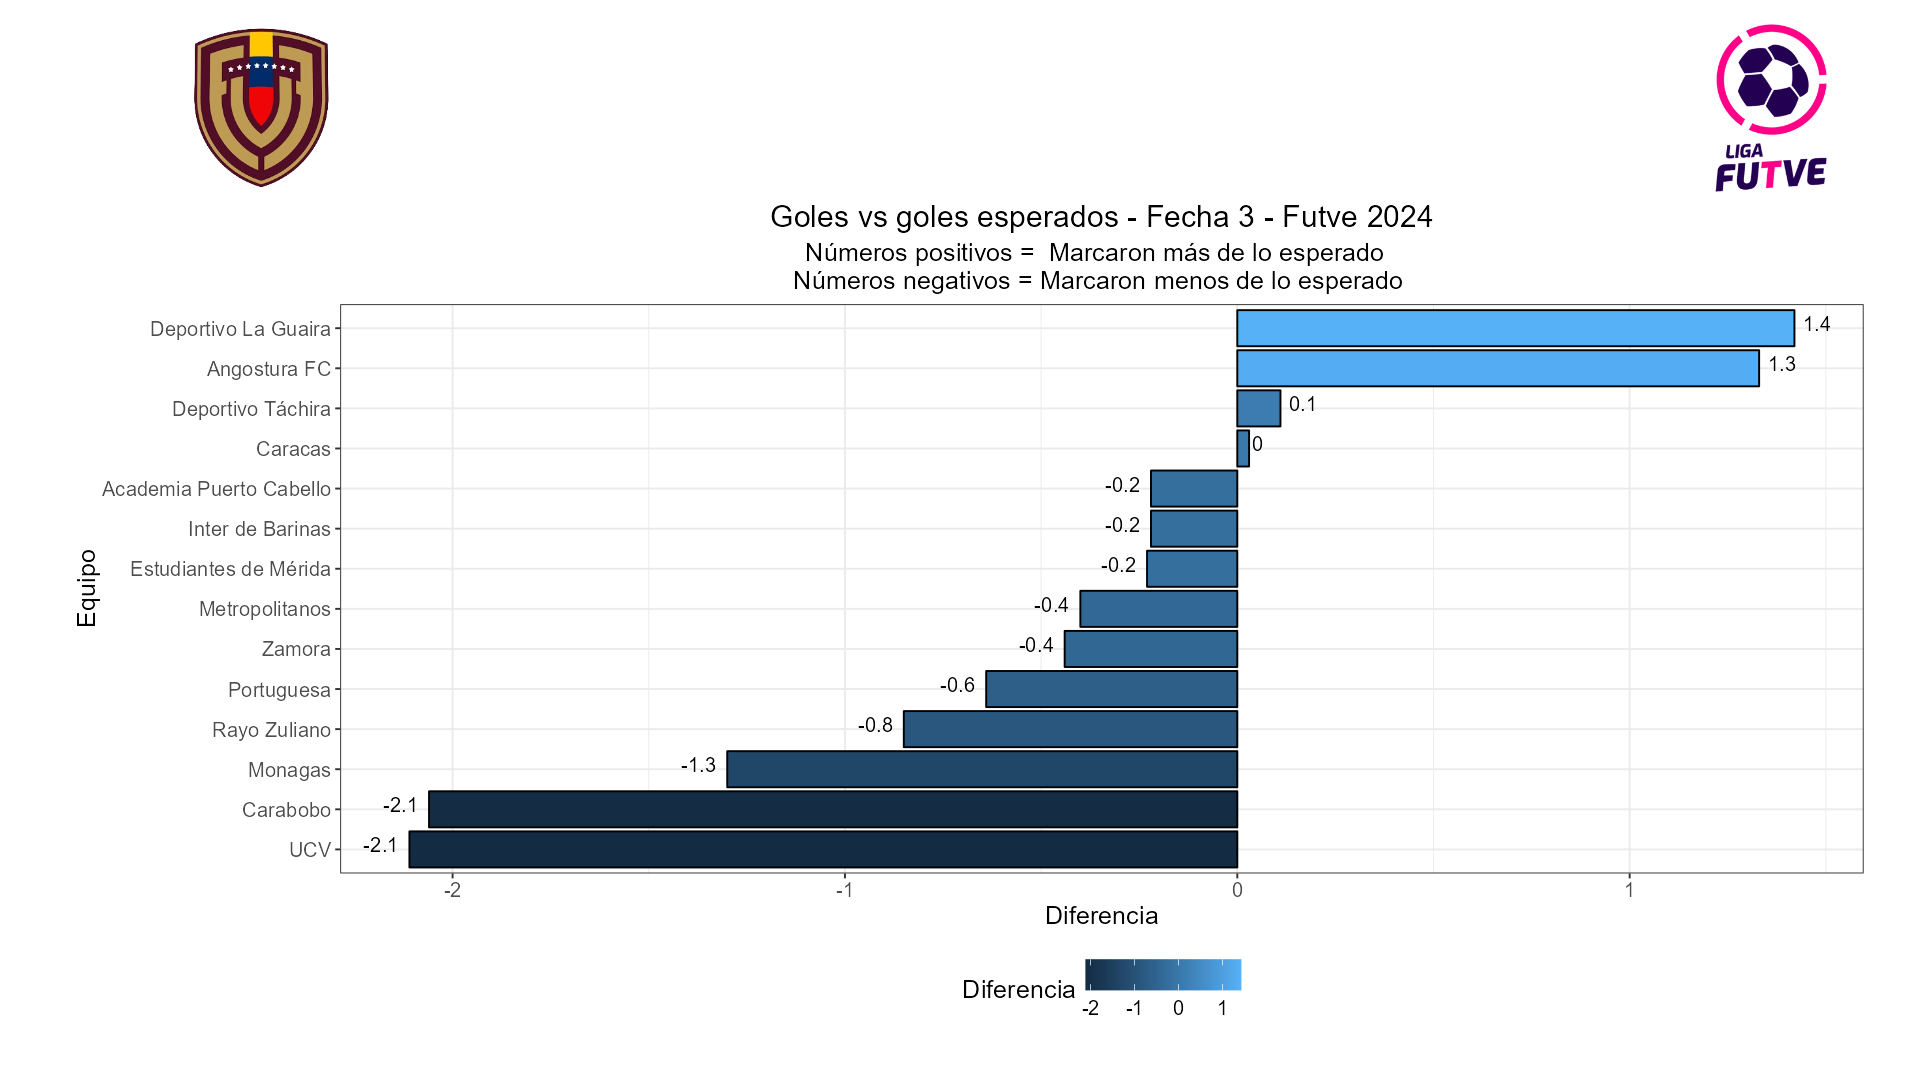 LIGA
FUTVE
Goles vs goles esperados - Fecha 3 - Futve 2024
Números positivos =  Marcaron más de lo esperado
Números negativos = Marcaron menos de lo esperado
Equipo
Deportivo La Guaira 1.4
Angostura FC 1.3
Deportivo Táchira 0.1
Caracas 0
Academia Puerto Cabello -0.2
Inter de Barinas -0.2
Estudiantes de Mérida -0.2
Metropolitanos -0.4
Zamora -0.4
Portuguesa -0.6
Rayo Zuliano -0.8
Monagas -1.3
Carabobo -2.1
UCV -2.1
-2 -1 0 1
Diferencia
Diferencia
-2 -1 0 1